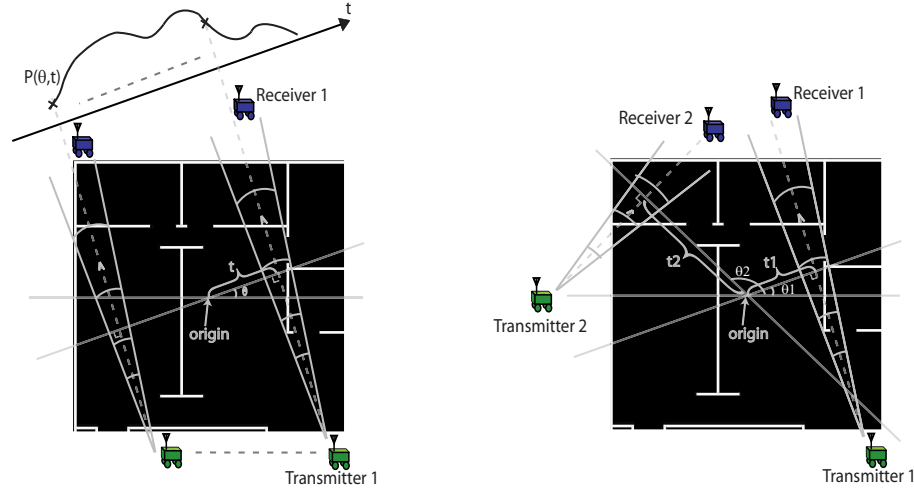 t
P(θ,t)
Receiver 1
t
θ
origin
Transmitter 1
Receiver 1
Receiver 2
t2
θ2
t1
θ1
origin
Transmitter 2
Transmitter 1